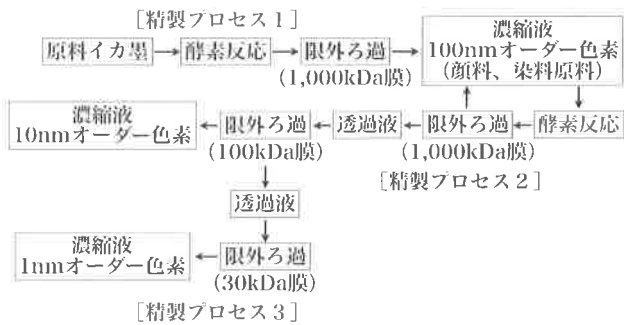 [精製プロセス1]
原料イカ墨
酵素反応
限外ろ過
(1,000kDa膜)
濃縮液
100nmオーダー色素
(顔料、染料原料)
酵素反応
限外ろ過
(1,000kDa膜)
[精製プロセス2]
透過液
限外ろ過
(100kDa膜)
濃縮液
10nmオーダー色素
透過液
限外ろ過
(30kDa膜)
濃縮液
1nmオーダー色素
[精製プロセス3]